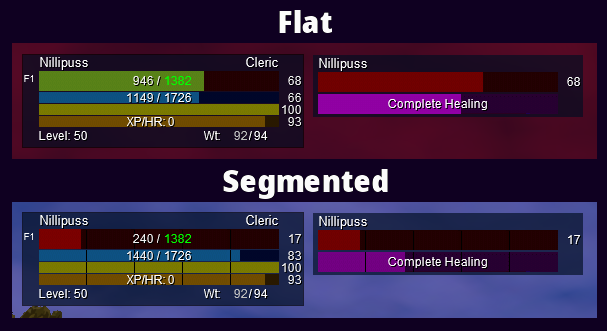 Flat
Nillipuss Cleric
F1 946 / 1382 68
1149 / 1726 66
100
XP/HR: 0 93
Level: 50 Wt: 92/94
Nillipuss
68
Complete Healing
Segmented
Nillipuss Cleric
F1 240 / 1382 17
1440 / 1726 83
100
XP/HR: 0 93
Level: 50 Wt: 92/94
Nillipuss
17
Complete Healing